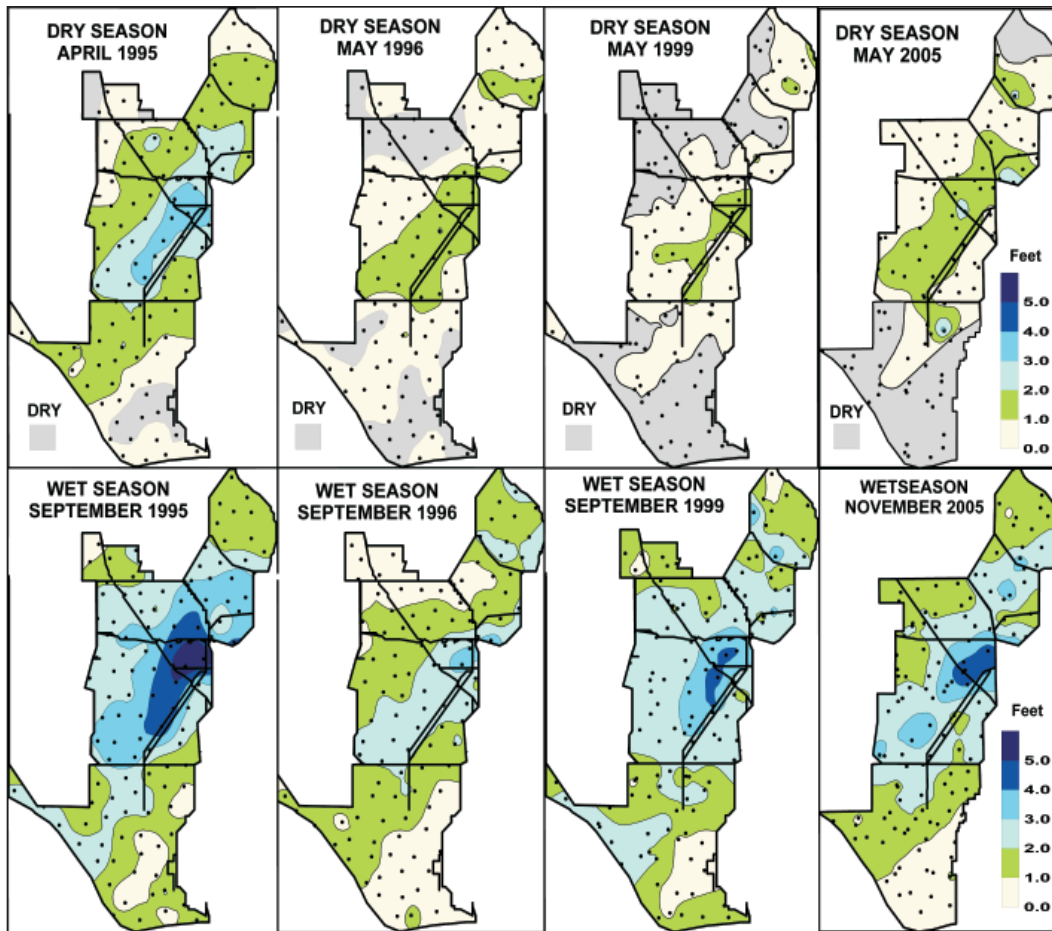 DRY SEASON
APRIL 1995
DRY
DRY SEASON
MAY 1996
DRY
DRY SEASON
MAY 1999
DRY
DRY SEASON
MAY 2005
Feet
5.0
4.0
3.0
2.0
1.0
0.0
DRY
WET SEASON
SEPTEMBER 1995
WET SEASON
SEPTEMBER 1996
WET SEASON
SEPTEMBER 1999
WETSEASON
NOVEMBER 2005
Feet
5.0
4.0
3.0
2.0
1.0
0.0